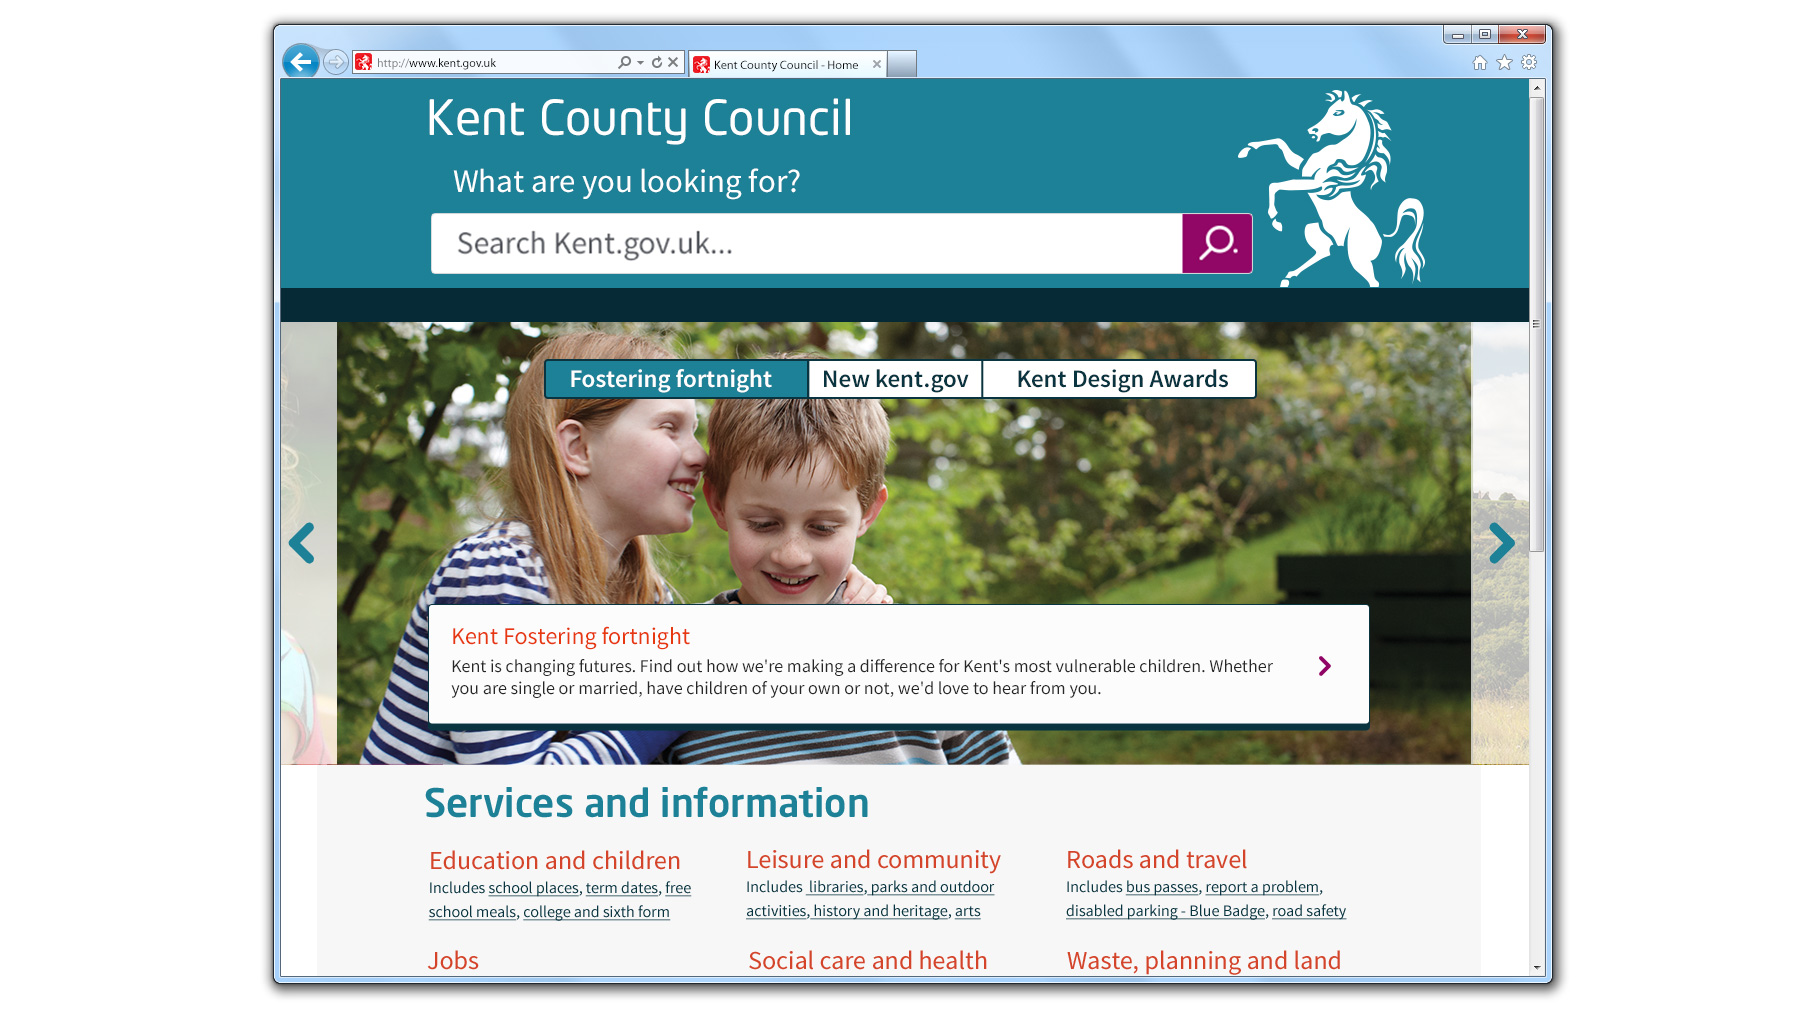 http://www.kent.gov.uk
Kent County Council - Home
Kent County Council
What are you looking for?
Search Kent.gov.uk...
Fostering fortnight
New kent.gov
Kent Design Awards
Kent Fostering fortnight
Kent is changing futures. Find out how we're making a difference for Kent's most vulnerable children. Whether
you are single or married, have children of your own or not, we'd love to hear from you.
Services and information
Education and children
Includes school places, term dates, free
school meals, college and sixth form
Leisure and community
Includes libraries, parks and outdoor
activities, history and heritage, arts
Roads and travel
Includes bus passes, report a problem,
disabled parking - Blue Badge, road safety
Jobs
Social care and health
Waste, planning and land